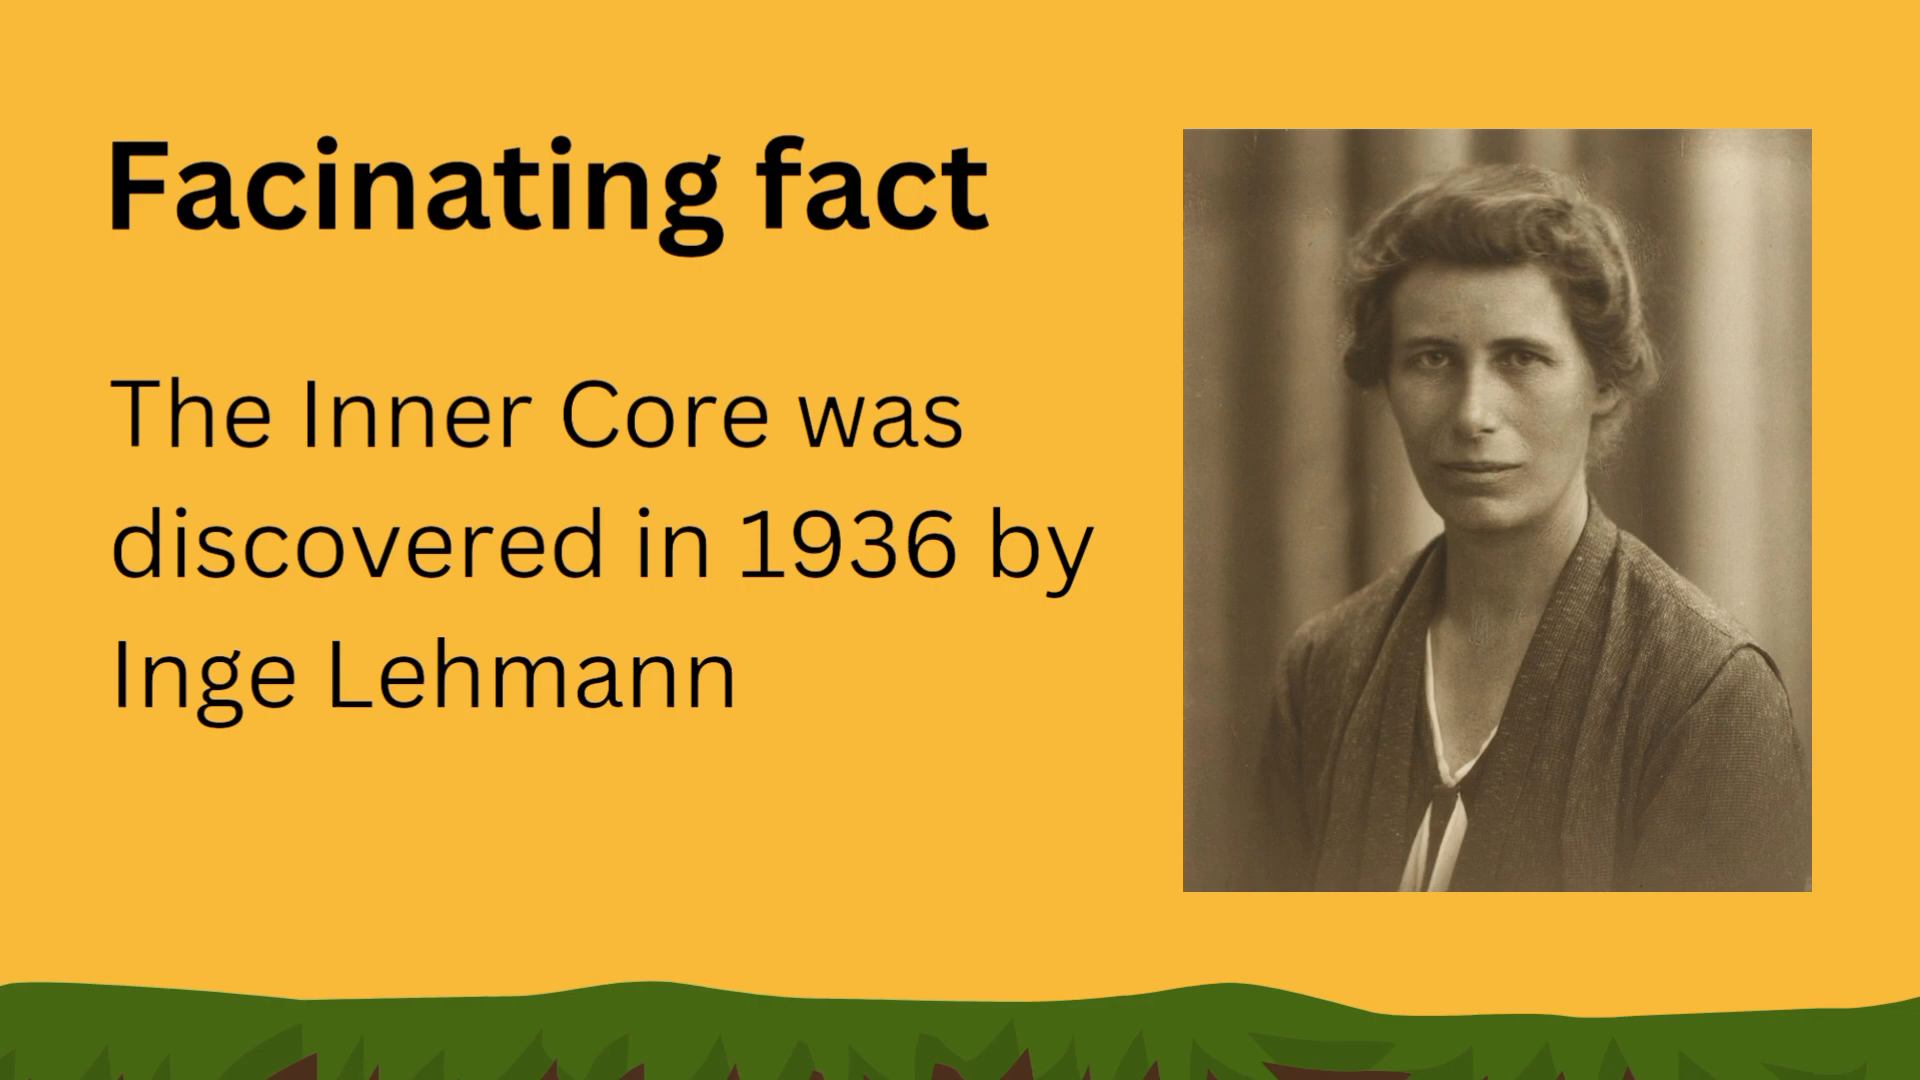 Facinating fact
The Inner Core was
discovered in 1936 by
Inge Lehmann